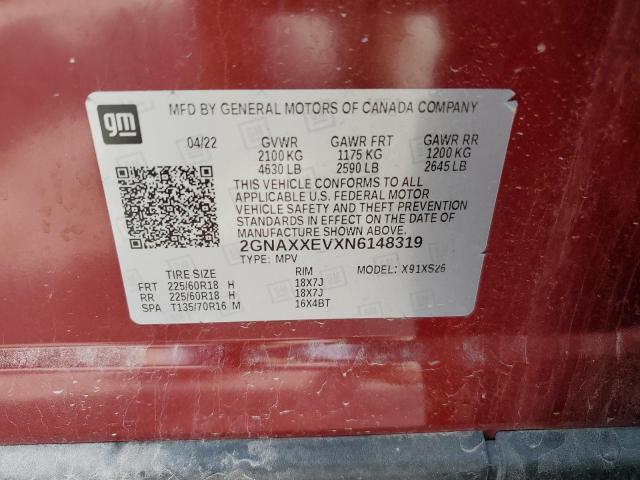 gm
MFD BY GENERAL MOTORS OF CANADA COMPANY
04/22 GVWR GAWR FRT GAWR RR
2100 KG 1175 KG 1200 KG
4630 LB 2590 LB 2645 LB
THIS VEHICLE CONFORMS TO ALL
APPLICABLE U.S. FEDERAL MOTOR
VEHICLE SAFETY AND THEFT PREVENTION
STANDARDS IN EFFECT ON THE DATE OF
MANUFACTURE SHOWN ABOVE.
2GNAXXEVXN6148319
TYPE: MPV
TIRE SIZE RIM MODEL: X91XS26
FRT 225/60R18 H 18X7J
RR 225/60R18 H 18X7J
SPA T135/70R16 M 16X4BT